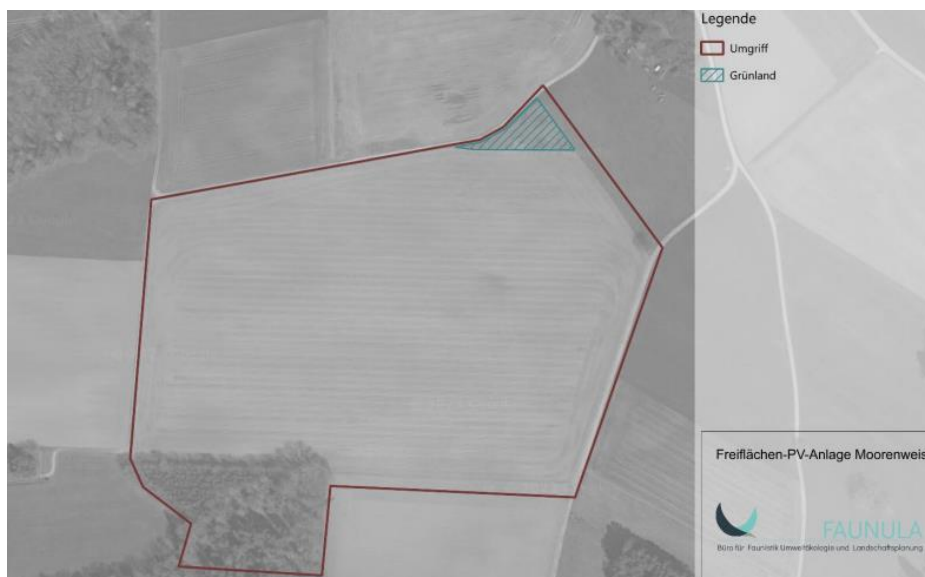 Legende
Umgriff
Grünland
Freiflächen-PV-Anlage Moorenweis
FAUNULA
Büro für Faunistik Umweltökologie und Landschaftsplanung